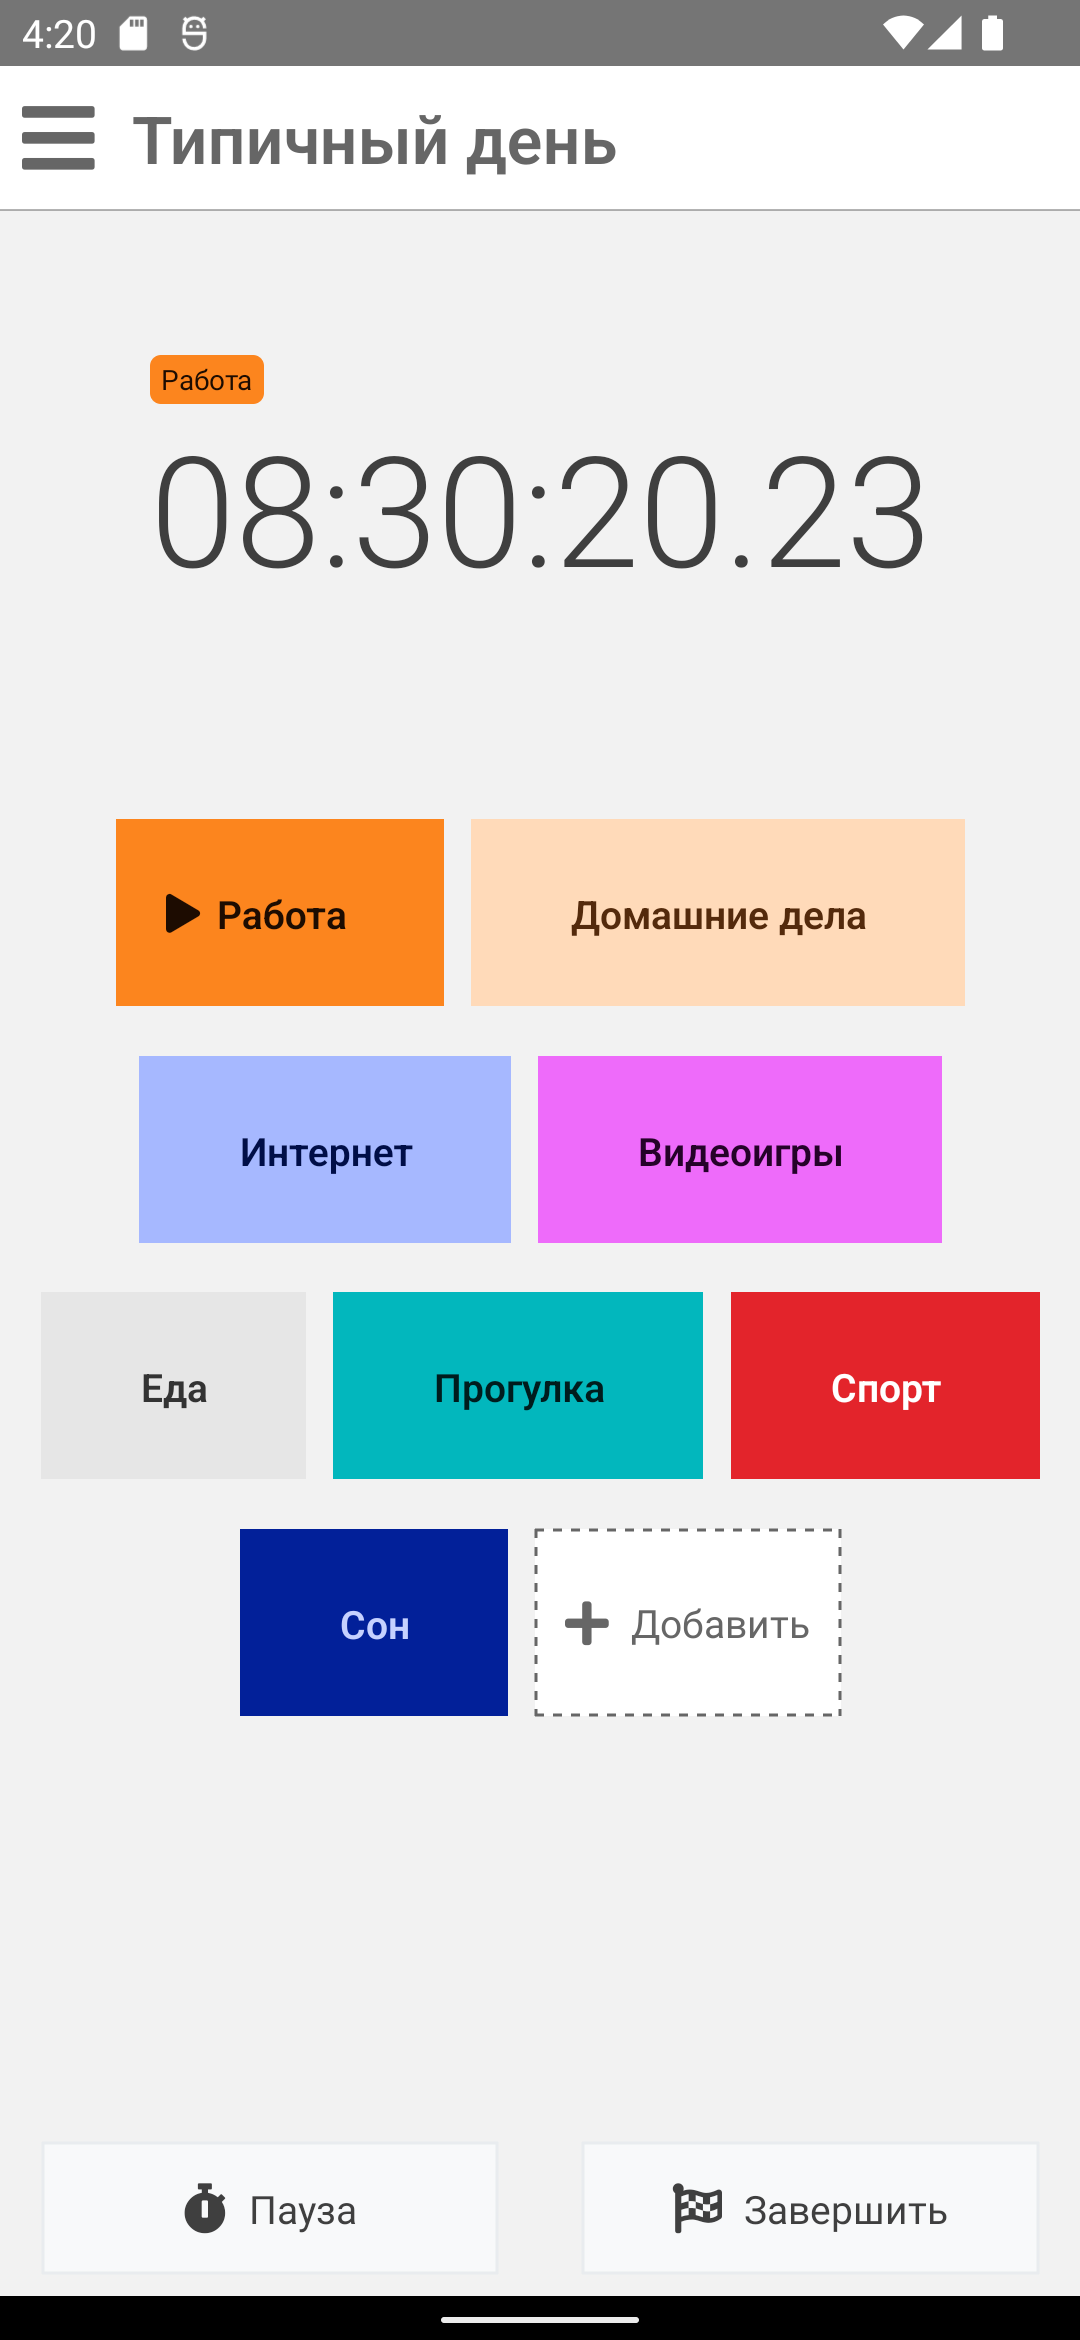 4:20
Типичный день
Работа
08:30:20.23
Работа
Домашние дела
Интернет
Видеоигры
Еда
Прогулка
Спорт
Сон
Добавить
Пауза
Завершить